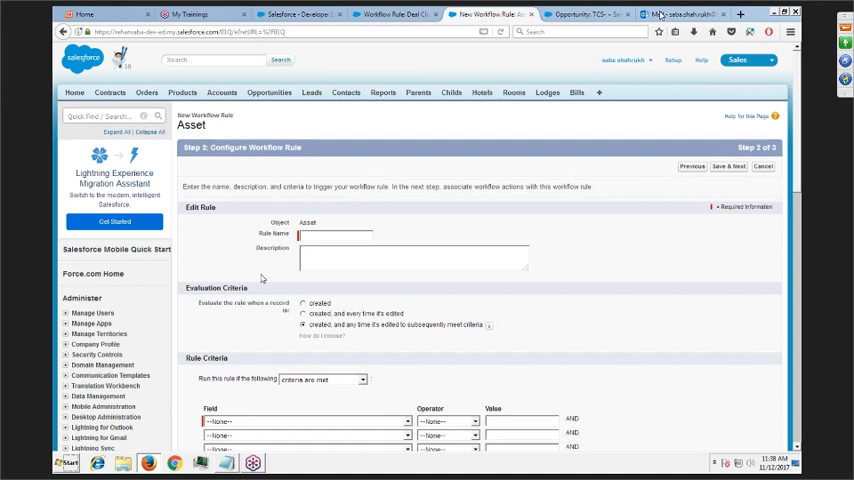 Home
My Trainings
Salesforce - Developer E
Workflow Rule: Deal Cl
New Workflow Rule: As
Opportunity: TCS- ~ Sal
saba.shah.rukh@
https://rehansaba-dev-ed.my.salesforce.com/01Q/e?retURL=%2F01Q
Search
salesforce
Search...
Search
saba shahrukh
Setup
Help
Sales
Home
Contracts
Orders
Products
Accounts
Opportunities
Leads
Contacts
Reports
Parents
Childs
Hotels
Rooms
Lodges
Bills
+
Quick Find / Search...
Expand All | Collapse All
Lightning Experience
Migration Assistant
Switch to the modern, intelligent
Salesforce.
Get Started
Salesforce Mobile Quick Start
Force.com Home
Administer
Manage Users
Manage Apps
Manage Territories
Company Profile
Security Controls
Domain Management
Communication Templates
Translation Workbench
Data Management
Mobile Administration
Desktop Administration
Lightning for Outlook
Lightning for Gmail
Lightning Sync
New Workflow Rule
Asset
Help for this Page
Step 2: Configure Workflow Rule
Step 2 of 3
Previous
Save & Next
Cancel
Enter the name, description, and criteria to trigger your workflow rule. In the next step, associate workflow actions with this workflow rule.
Edit Rule
= Required Information
Object
Asset
Rule Name
Description
Evaluation Criteria
Evaluate the rule when a record
is:
created
created, and every time it's edited
created, and any time it's edited to subsequently meet criteria
i
How do I choose?
Rule Criteria
Run this rule if the following
criteria are met
:
Field
Operator
Value
--None--
--None--
AND
--None--
--None--
AND
--None--
--None--
AND
Start
11:38 AM
11/12/2017